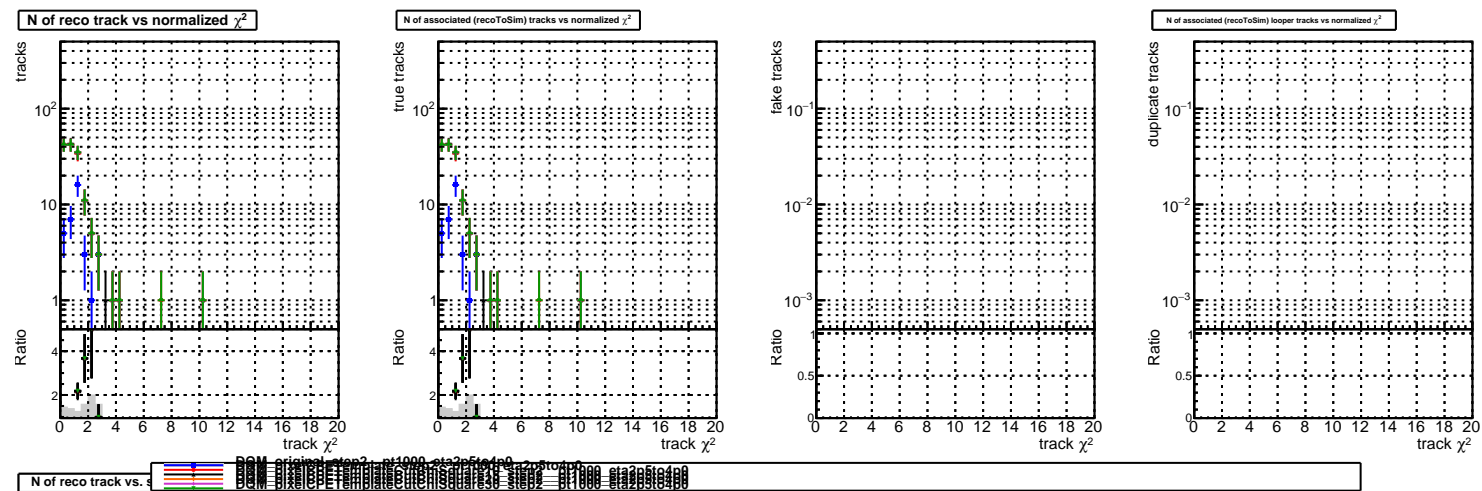 N of reco track vs normalized χ²
tracks
10²
10
1
Ratio
4
2
0 2 4 6 8 10 12 14 16 18 20
track χ²
N of associated (recoToSim) tracks vs normalized χ²
true tracks
10²
10
1
Ratio
4
2
0 2 4 6 8 10 12 14 16 18 20
track χ²
fake tracks
10⁻¹
10⁻²
10⁻³
Ratio
1
0.5
0
0 2 4 6 8 10 12 14 16 18 20
track χ²
N of associated (recoToSim) looper tracks vs normalized χ²
duplicate tracks
10⁻¹
10⁻²
10⁻³
Ratio
1
0.5
0
0 2 4 6 8 10 12 14 16 18 20
track χ²
N of reco track vs. s